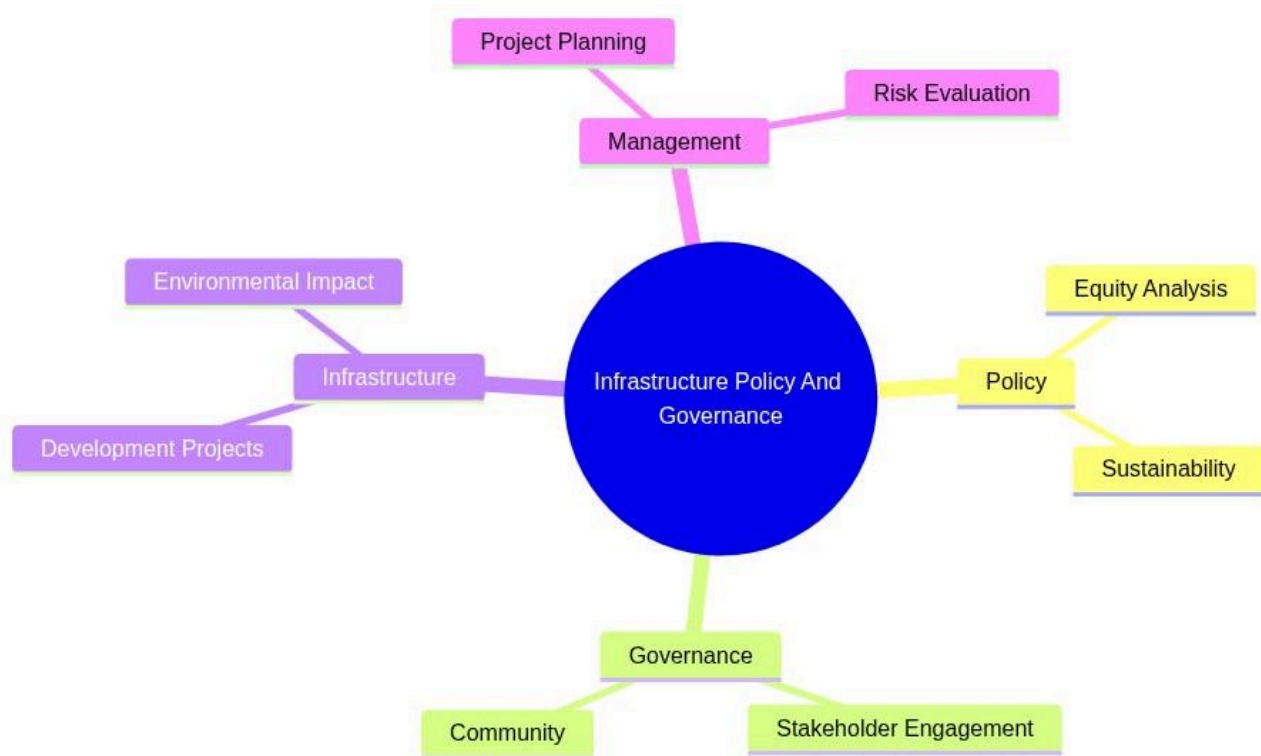 Project Planning
Risk Evaluation
Management
Environmental Impact
Equity Analysis
Infrastructure
Infrastructure Policy And
Governance
Policy
Development Projects
Sustainability
Governance
Community
Stakeholder Engagement